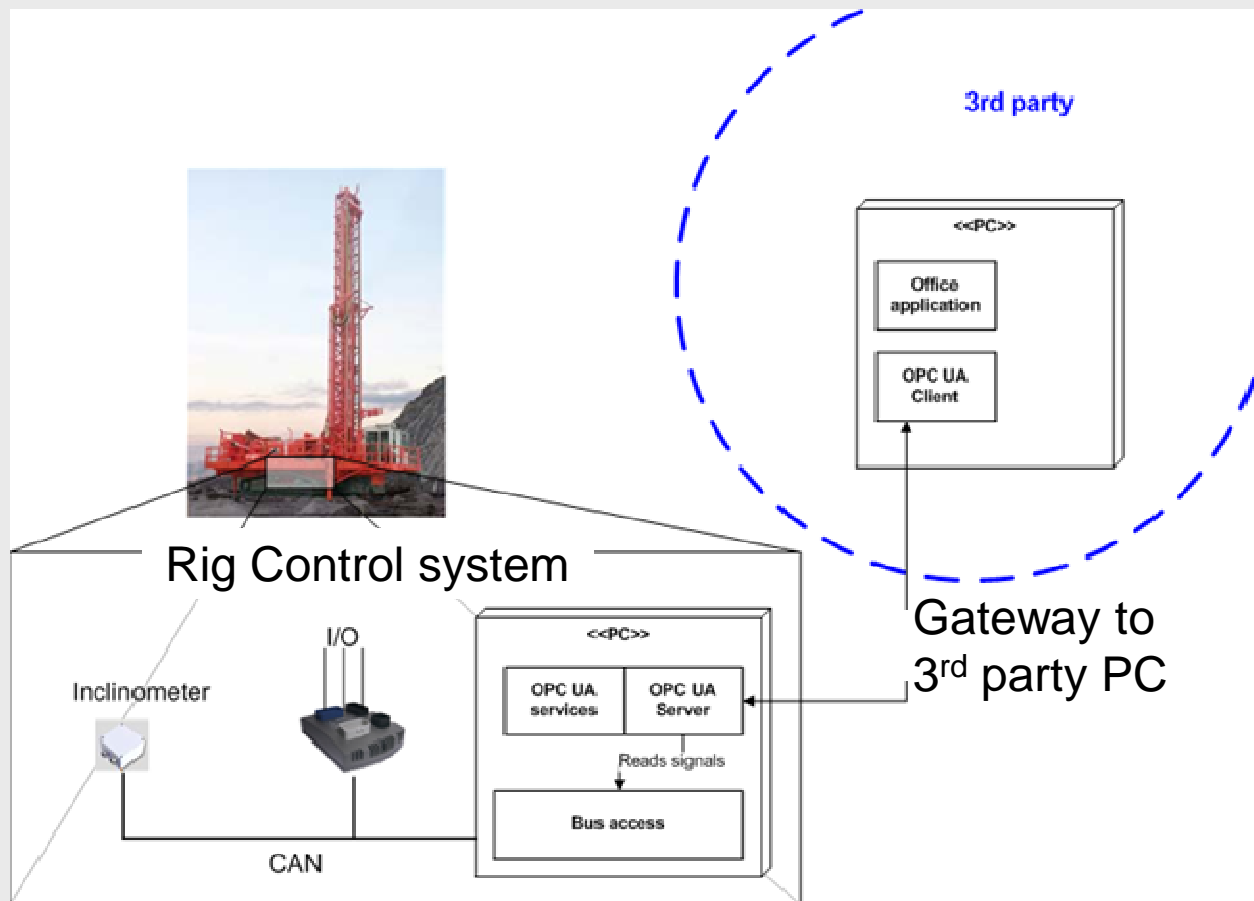 3rd party
<<PC>>
Office
application
OPC UA.
Client
Rig Control system
I/O
Inclinometer
<<PC>>
OPC UA.
services
OPC UA
Server
Reads signals
Bus access
CAN
Gateway to
3rd party PC